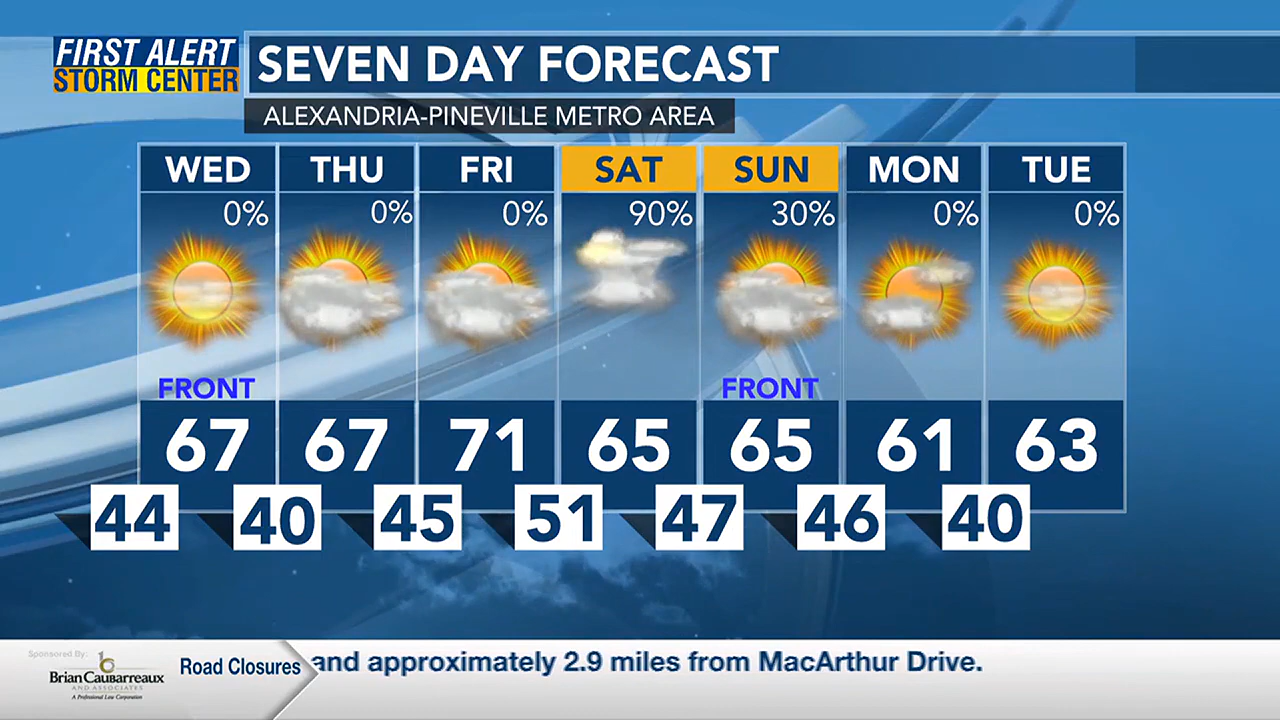 FIRST ALERT
STORM CENTER
SEVEN DAY FORECAST
ALEXANDRIA-PINEVILLE METRO AREA
WED THU FRI SAT SUN MON TUE
0% 0% 0% 90% 30% 0% 0%
FRONT FRONT
67 67 71 65 65 61 63
44 40 45 51 47 46 40
Sponsored By:
BRIAN CAUBARREAUX
AND ASSOCIATES
A Professional Law Corporation
Road Closures
and approximately 2.9 miles from MacArthur Drive.